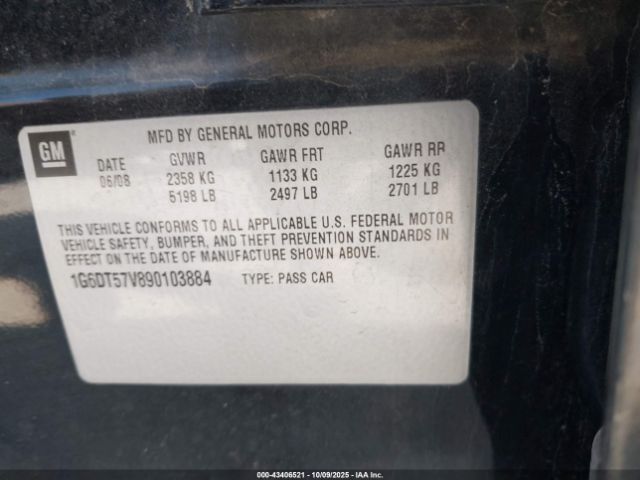 GM
MFD BY GENERAL MOTORS CORP.
DATE GVWR GAWR FRT GAWR RR
06/08 2358 KG 1133 KG 1225 KG
5198 LB 2497 LB 2701 LB
THIS VEHICLE CONFORMS TO ALL APPLICABLE U.S. FEDERAL MOTOR
VEHICLE SAFETY, BUMPER, AND THEFT PREVENTION STANDARDS IN
EFFECT ON THE DATE OF MANUFACTURE SHOWN ABOVE.
1G6DT57V890103884 TYPE: PASS CAR
000-43406521 | 10/09/2025 | IAA, Inc.